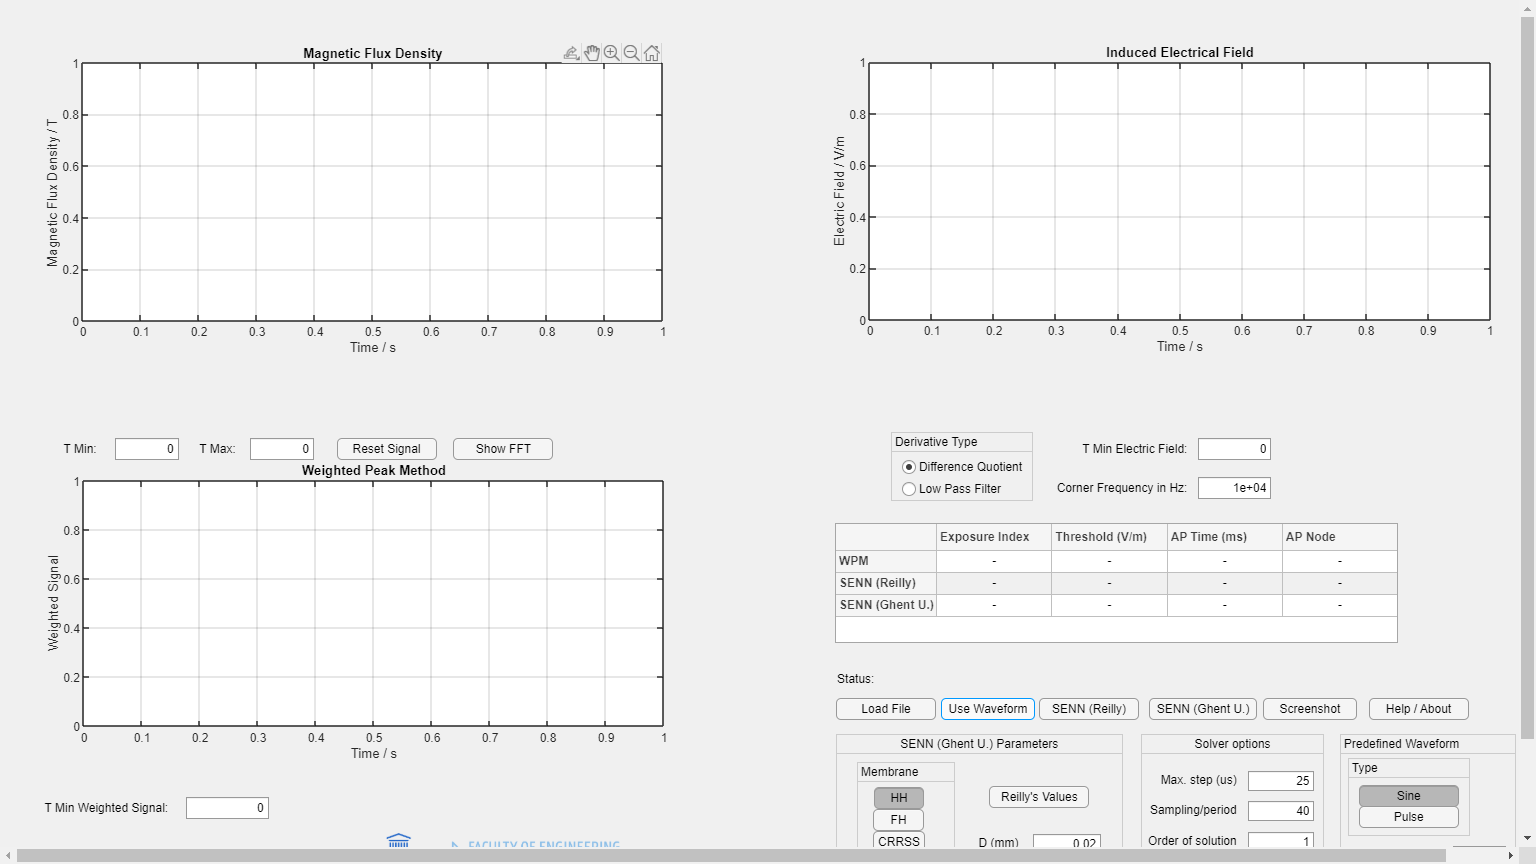 Magnetic Flux Density
Magnetic Flux Density / T
1
0.8
0.6
0.4
0.2
0
0 0.1 0.2 0.3 0.4 0.5 0.6 0.7 0.8 0.9 1
Time / s
Induced Electrical Field
Electric Field / V/m
1
0.8
0.6
0.4
0.2
0
0 0.1 0.2 0.3 0.4 0.5 0.6 0.7 0.8 0.9 1
Time / s
T Min: 0 T Max: 0 Reset Signal Show FFT
Weighted Peak Method
Weighted Signal
1
0.8
0.6
0.4
0.2
0
0 0.1 0.2 0.3 0.4 0.5 0.6 0.7 0.8 0.9 1
Time / s
T Min Weighted Signal: 0
FACULTY OF ENGINEERING
Derivative Type
Difference Quotient
Low Pass Filter
T Min Electric Field: 0
Corner Frequency in Hz: 1e+04
Exposure Index Threshold (V/m) AP Time (ms) AP Node
WPM - - - -
SENN (Reilly) - - - -
SENN (Ghent U.) - - - -
Status:
Load File Use Waveform SENN (Reilly) SENN (Ghent U.) Screenshot Help / About
SENN (Ghent U.) Parameters
Membrane
HH
FH
CRRSS
Reilly's Values
D (mm) 0.02
Solver options
Max. step (us) 25
Sampling/period 40
Order of solution 1
Predefined Waveform
Type
Sine
Pulse